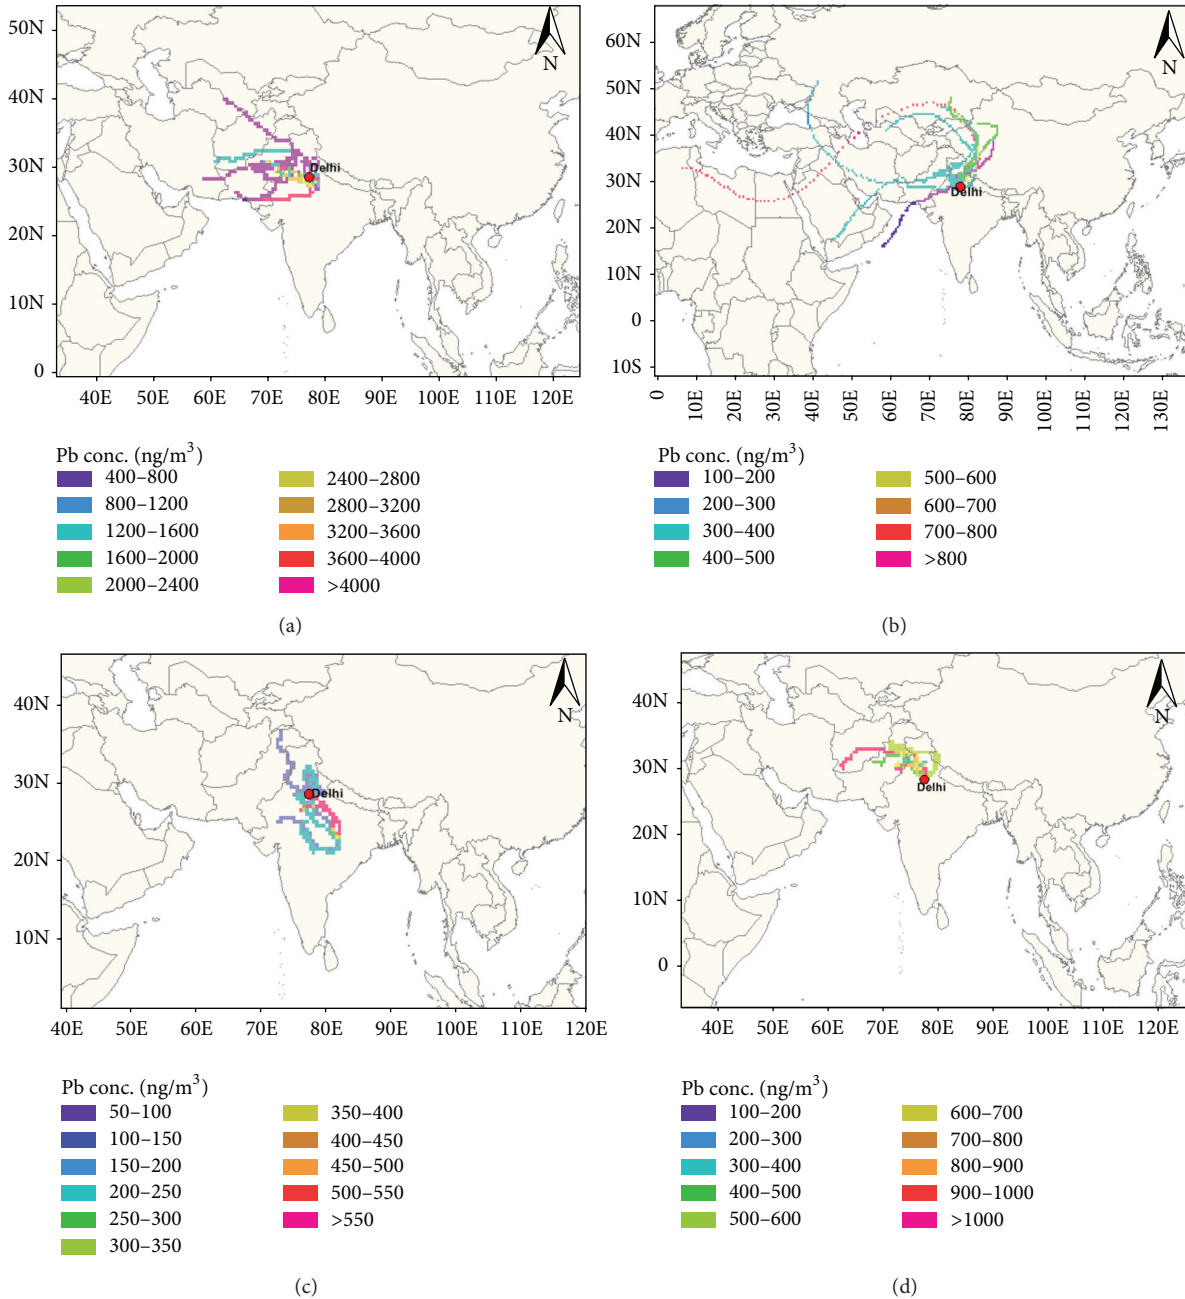 50N
40N
30N
20N
10N
0
N
Delhi
40E 50E 60E 70E 80E 90E 100E 110E 120E
Pb conc. (ng/m³)
400–800
800–1200
1200–1600
1600–2000
2000–2400
2400–2800
2800–3200
3200–3600
3600–4000
>4000
(a)
60N
50N
40N
30N
20N
10N
0
10S
N
Delhi
0 10E 20E 30E 40E 50E 60E 70E 80E 90E 100E 110E 120E 130E
Pb conc. (ng/m³)
100–200
200–300
300–400
400–500
500–600
600–700
700–800
>800
(b)
40N
30N
20N
10N
N
Delhi
40E 50E 60E 70E 80E 90E 100E 110E 120E
Pb conc. (ng/m³)
50–100
100–150
150–200
200–250
250–300
300–350
350–400
400–450
450–500
500–550
>550
(c)
40N
30N
20N
10N
0
N
Delhi
40E 50E 60E 70E 80E 90E 100E 110E 120E
Pb conc. (ng/m³)
100–200
200–300
300–400
400–500
500–600
600–700
700–800
800–900
900–1000
>1000
(d)